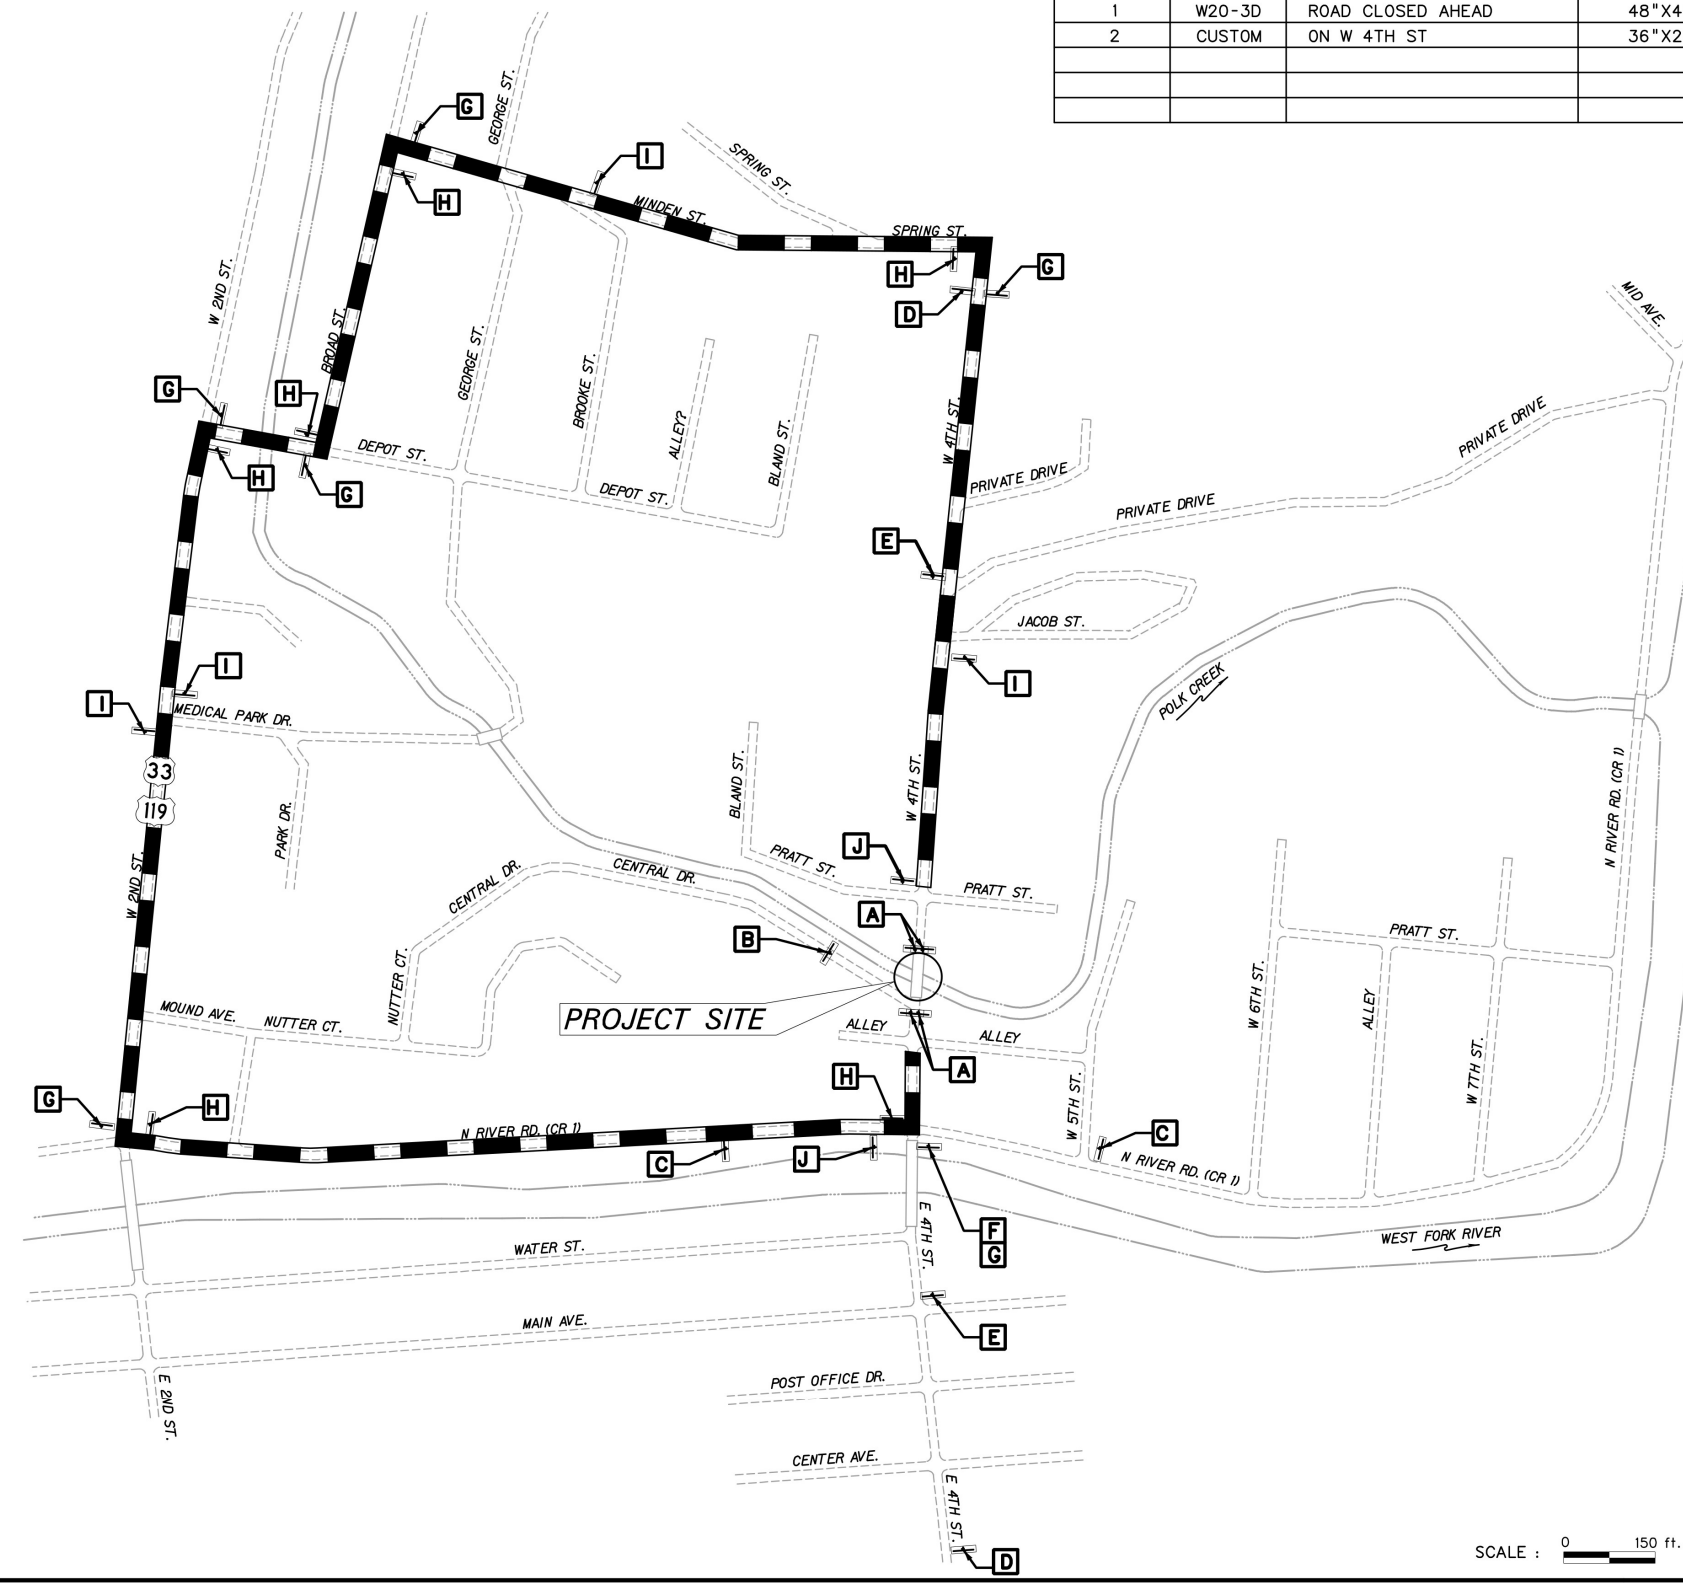 1 W20-3D ROAD CLOSED AHEAD 48"X4
2 CUSTOM ON W 4TH ST 36"X2
G
GEORGE ST.
I
SPRING ST.
H
MINDEN ST.
SPRING ST.
W 2ND ST.
H
G
D
MID AVE.
BROAD ST.
GEORGE ST.
G
H
BROOKE ST.
ALLEY?
BLAND ST.
W 4TH ST.
PRIVATE DRIVE
DEPOT ST.
H
G
DEPOT ST.
PRIVATE DRIVE
PRIVATE DRIVE
E
JACOB ST.
I
I
I
POLK CREEK
MEDICAL PARK DR.
33
119
BLAND ST.
W 4TH ST.
N RIVER RD. (CR 1)
PARK DR.
J
W 2ND ST.
CENTRAL DR.
CENTRAL DR.
PRATT ST.
PRATT ST.
A
B
PRATT ST.
NUTTER CT.
W 6TH ST.
ALLEY
MOUND AVE.
NUTTER CT.
PROJECT SITE
ALLEY
ALLEY
W 7TH ST.
H
A
G
H
W 5TH ST.
N RIVER RD. (CR 1)
C
J
C
N RIVER RD. (CR 1)
E 4TH ST.
F
G
WATER ST.
WEST FORK RIVER
MAIN AVE.
E
E 2ND ST.
POST OFFICE DR.
CENTER AVE.
E 4TH ST.
D
SCALE : 0 150 ft.